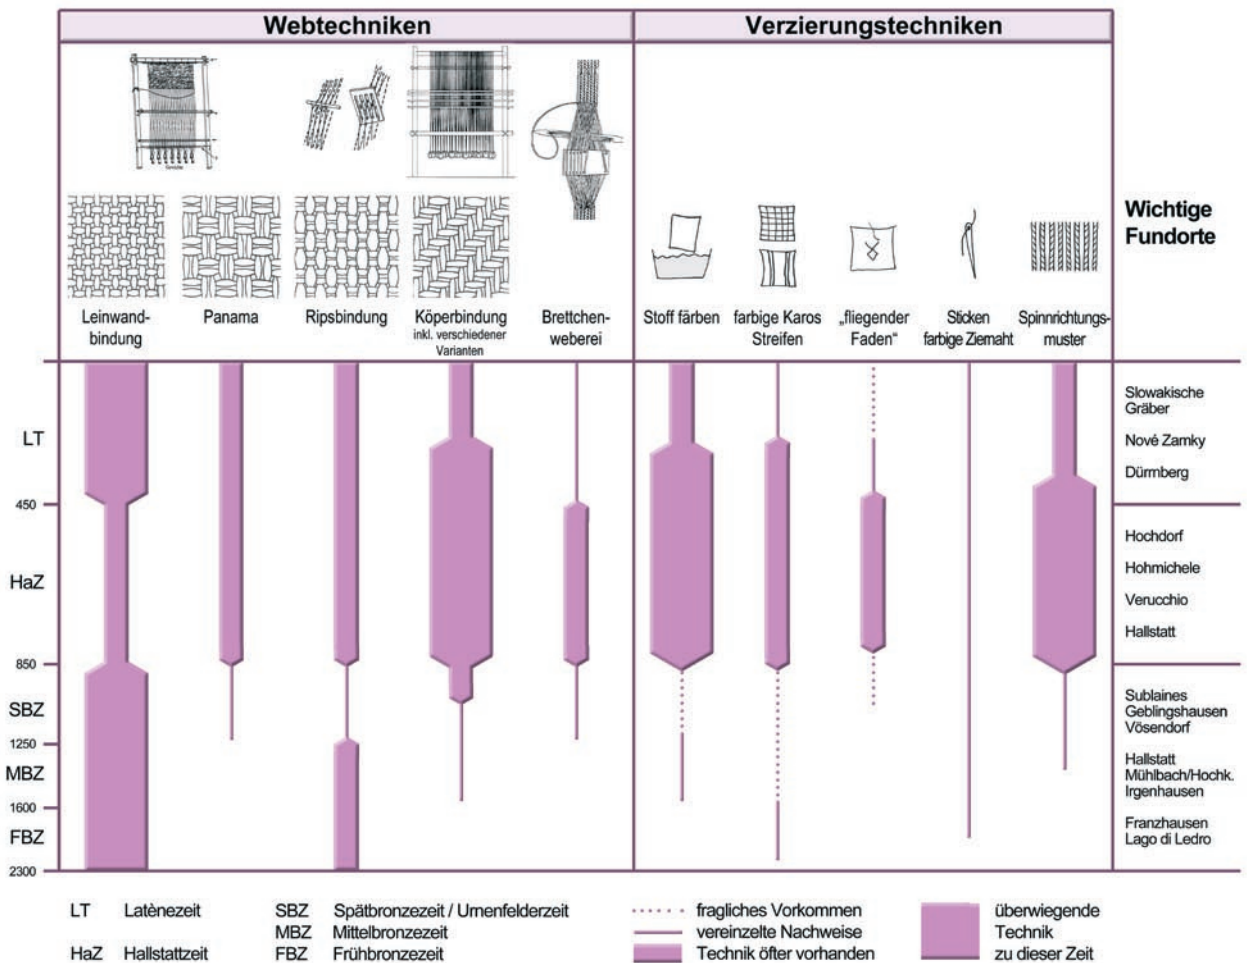 Webtechniken
Verzierungstechniken
Wichtige
Fundorte
Leinwand-
bindung
Panama
Ripsbindung
Köperbindung
inkl. verschiedener
Varianten
Brettchen-
weberei
Stoff färben
farbige Karos
Streifen
„fliegender
Faden“
Sticken
farbige Ziernaht
Spinnrichtungs-
muster
LT
450
HaZ
850
SBZ
1250
MBZ
1600
FBZ
2300
Slowakische
Gräber
Nové Zamky
Dürrnberg
Hochdorf
Hohmichele
Verucchio
Hallstatt
Sublaines
Geblingshausen
Vösendorf
Hallstatt
Mühlbach/Hochk.
Irgenhausen
Franzhausen
Lago di Ledro
LT Latènezeit
HaZ Hallstattzeit
SBZ Spätbronzezeit / Urnenfelderzeit
MBZ Mittelbronzezeit
FBZ Frühbronzezeit
fragliches Vorkommen
vereinzelte Nachweise
Technik öfter vorhanden
überwiegende
Technik
zu dieser Zeit